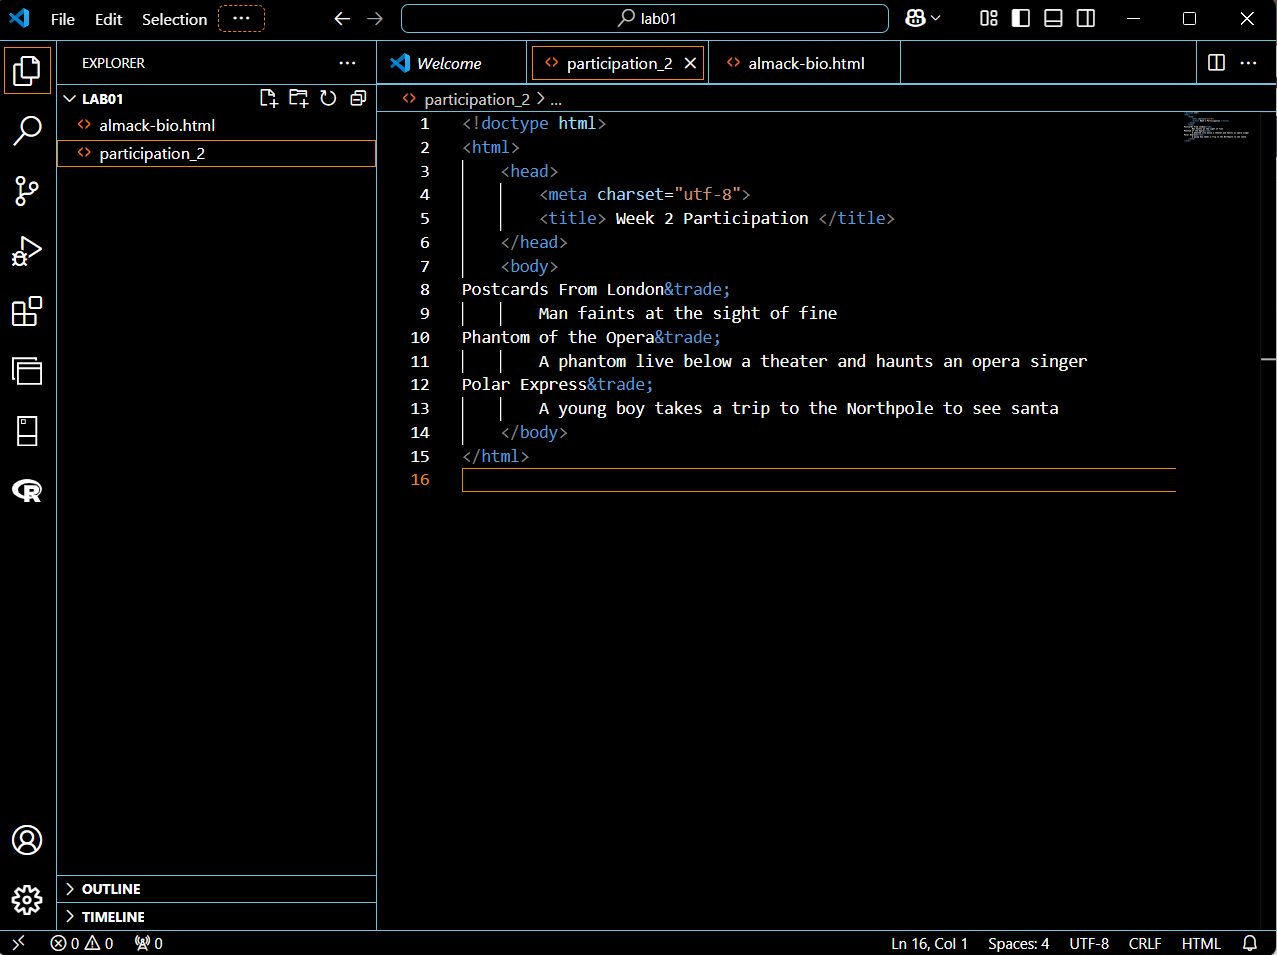 File Edit Selection ··· lab01
EXPLORER ···
LAB01
almack-bio.html
participation_2
OUTLINE
TIMELINE
Welcome participation_2 almack-bio.html ···
participation_2 > ...
1 <!doctype html>
2 <html>
3 <head>
4 <meta charset="utf-8">
5 <title> Week 2 Participation </title>
6 </head>
7 <body>
8 Postcards From London&trade;
9 Man faints at the sight of fine
10 Phantom of the Opera&trade;
11 A phantom live below a theater and haunts an opera singer
12 Polar Express&trade;
13 A young boy takes a trip to the Northpole to see santa
14 </body>
15 </html>
16
0 0 0 Ln 16, Col 1 Spaces: 4 UTF-8 CRLF HTML